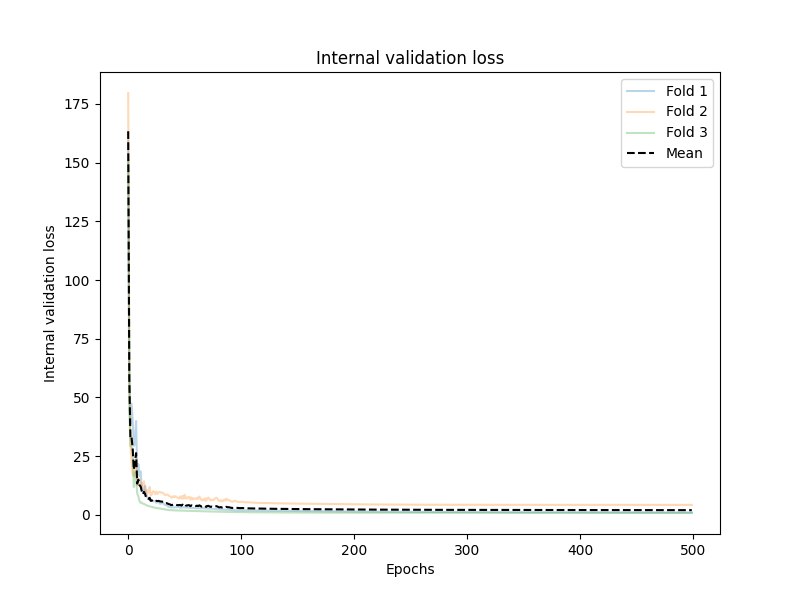 Internal validation loss
Fold 1
Fold 2
Fold 3
Mean
Internal validation loss
175
150
125
100
75
50
25
0
0 100 200 300 400 500
Epochs